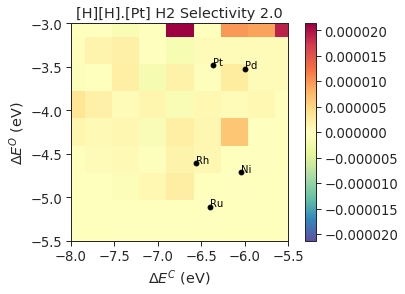 [H][H].[Pt] H2 Selectivity 2.0
−3.0
−3.5
−4.0
−4.5
−5.0
−5.5
ΔE^O (eV)
Pt
Pd
Rh
Ni
Ru
−8.0 −7.5 −7.0 −6.5 −6.0 −5.5
ΔE^C (eV)
0.000020
0.000015
0.000010
0.000005
0.000000
−0.000005
−0.000010
−0.000015
−0.000020